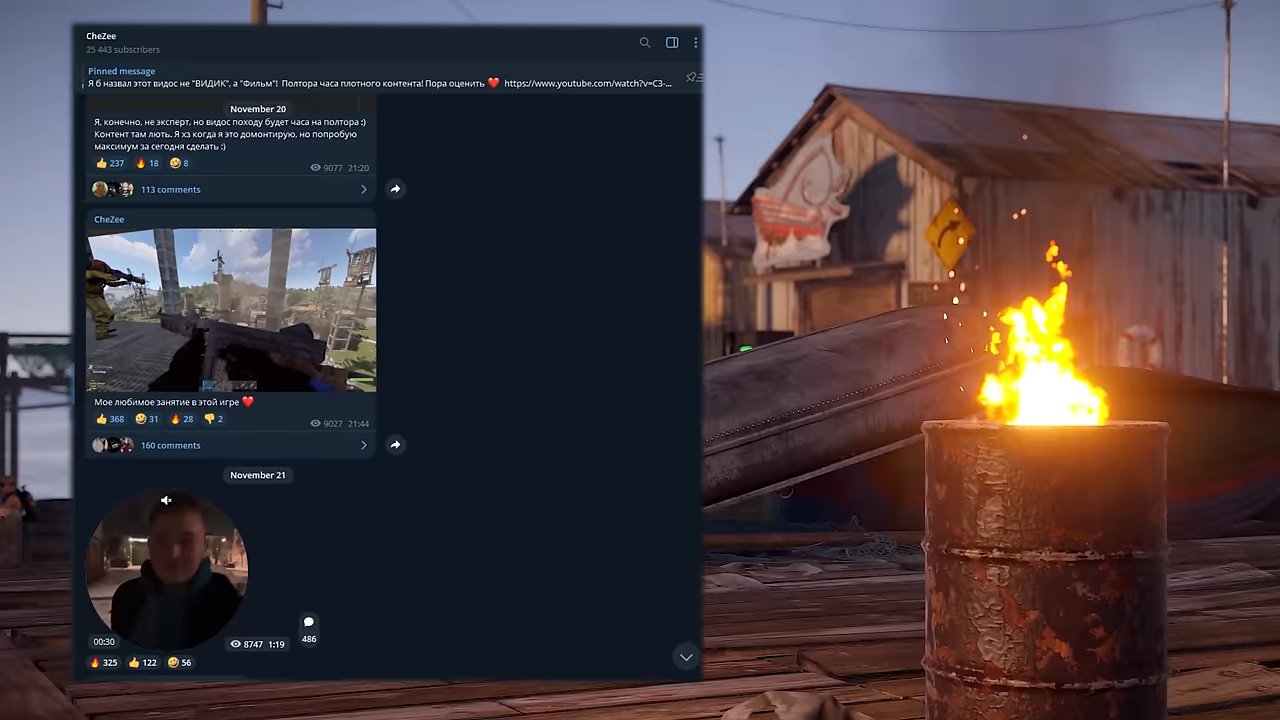 CheZee
25 443 subscribers
Pinned message
Я б назвал этот видос не "ВИДИК", а "Фильм"! Полтора часа плотного контента! Пора оценить ❤️ https://www.youtube.com/watch?v=C3-...
November 20
Я, конечно, не эксперт, но видос походу будет часа на полтора :)
Контент там лють. Я хз когда я это домонтирую, но попробую
максимум за сегодня сделать :)
👍 237 🔥 18 🤣 8
9077 21:20
113 comments
CheZee
Мое любимое занятие в этой игре ❤️
👍 368 🤣 31 🔥 28 👎 2
9027 21:44
160 comments
November 21
00:30
8747 1:19
486
🔥 325 👍 122 🤣 56